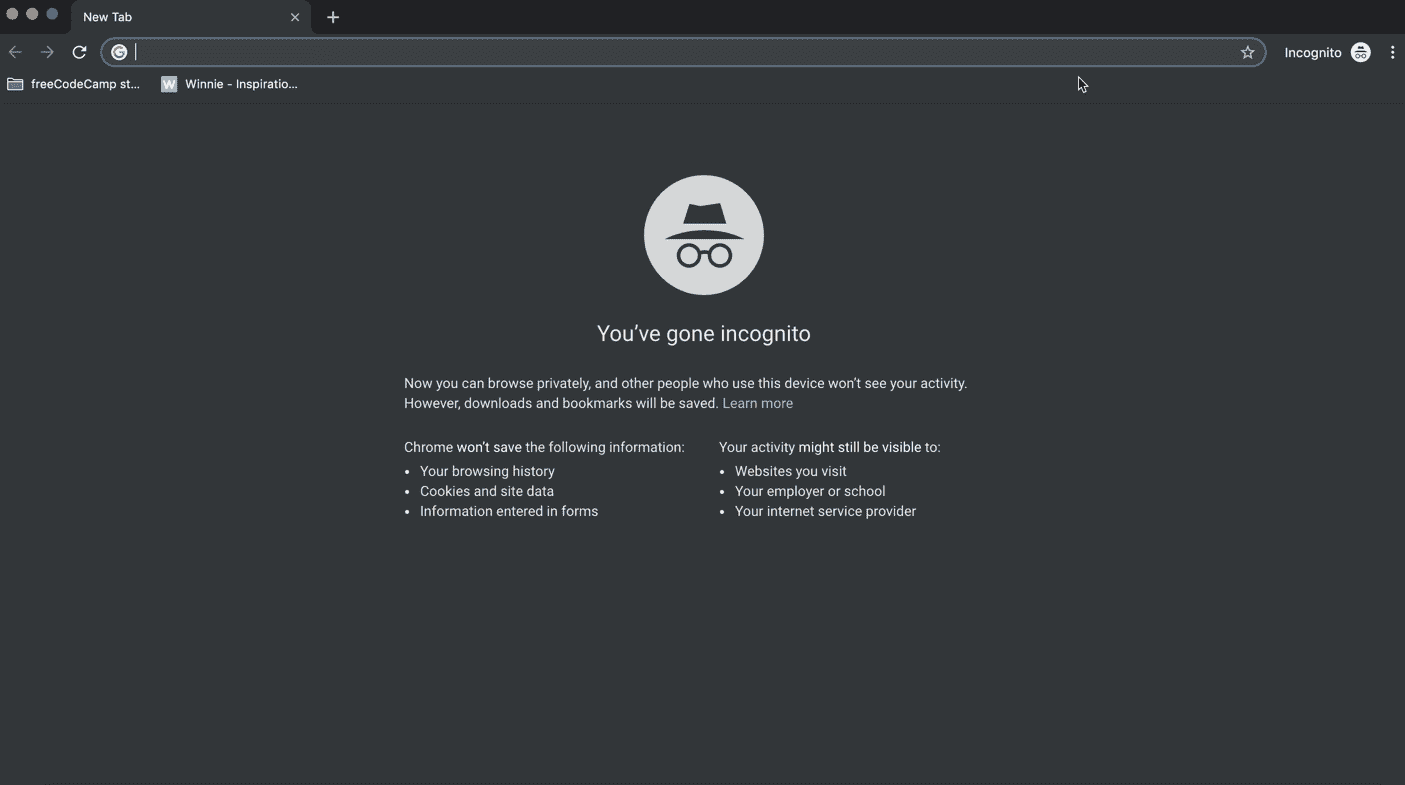 New Tab
Incognito
freeCodeCamp st...
W Winnie - Inspiratio...
You've gone incognito
Now you can browse privately, and other people who use this device won't see your activity.
However, downloads and bookmarks will be saved. Learn more
Chrome won't save the following information:
Your browsing history
Cookies and site data
Information entered in forms
Your activity might still be visible to:
Websites you visit
Your employer or school
Your internet service provider